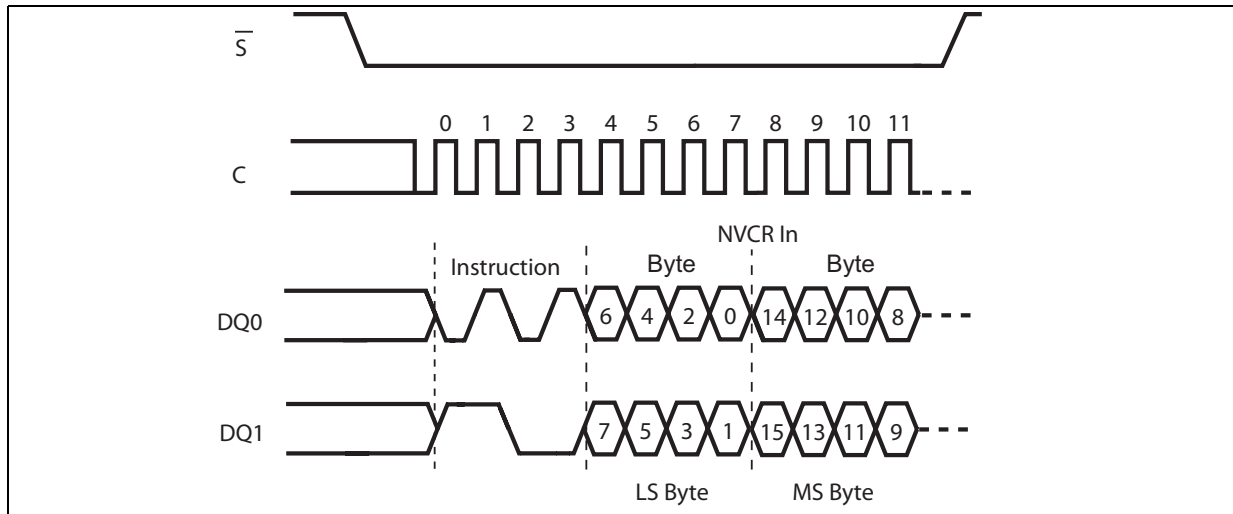 S
0 1 2 3 4 5 6 7 8 9 10 11
C
NVCR In
Instruction Byte Byte
DQ0 6 4 2 0 14 12 10 8
DQ1 7 5 3 1 15 13 11 9
LS Byte MS Byte